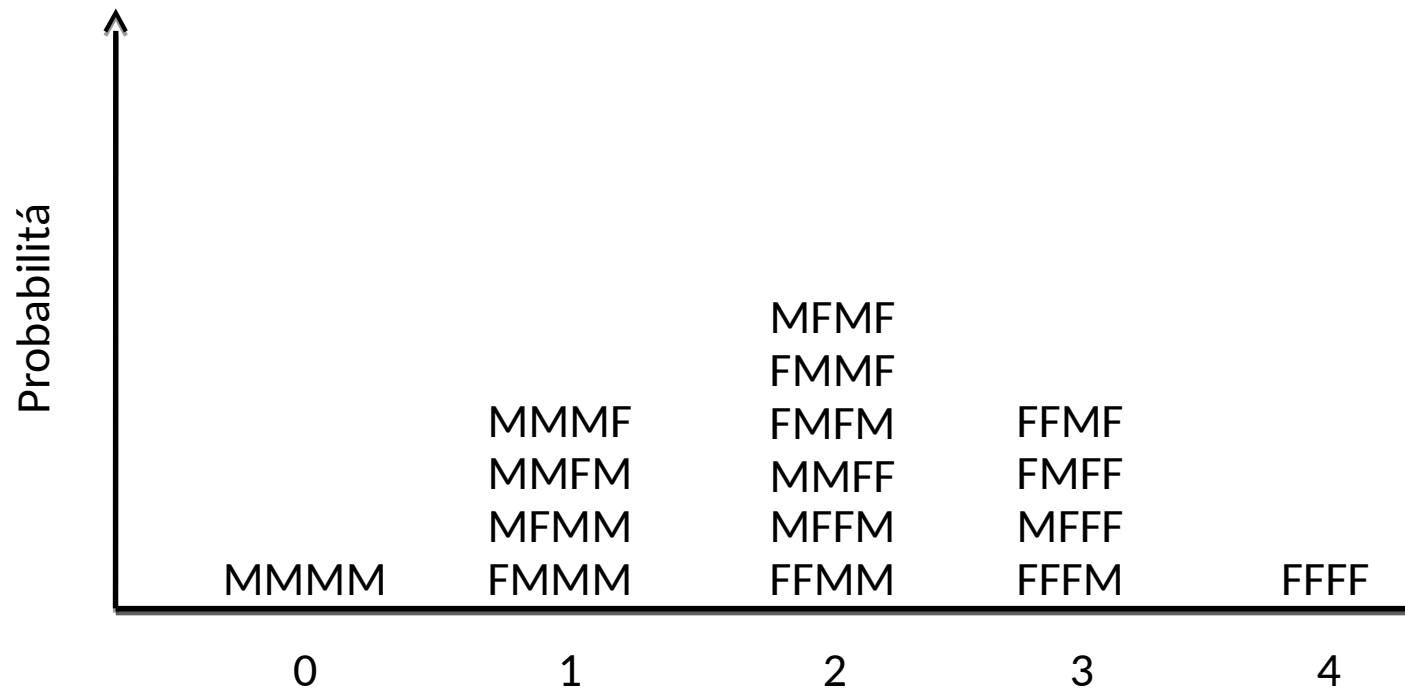 Probabilitá
MFMF
FMMF
MMMF FMFM FFMF
MMFM MMFF FMFF
MFMM MFFM MFFF
MMMM FMMM FFMM FFFM FFFF
0 1 2 3 4